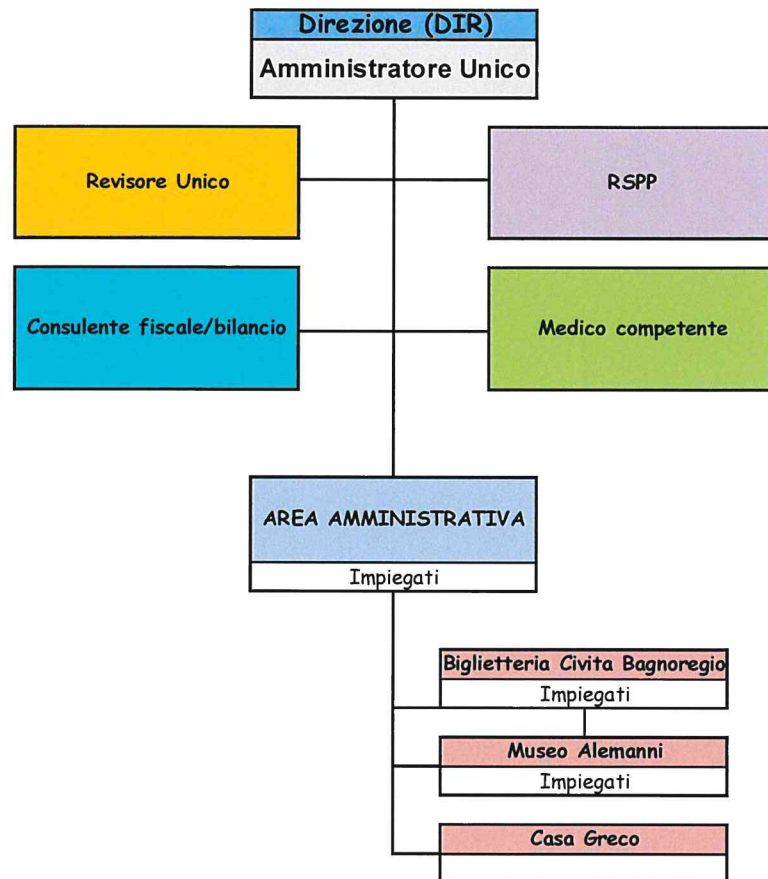 Direzione (DIR)
Amministratore Unico
Revisore Unico
RSPP
Consulente fiscale/bilancio
Medico competente
AREA AMMINISTRATIVA
Impiegati
Biglietteria Civita Bagnoregio
Impiegati
Museo Alemanni
Impiegati
Casa Greco